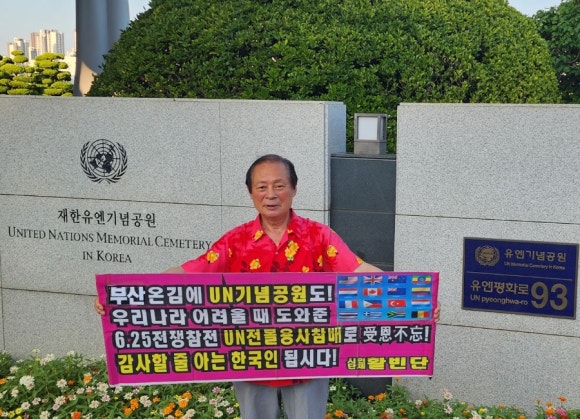 재한유엔기념공원
UNITED NATIONS MEMORIAL CEMETERY
IN KOREA
부산온김에 UN기념공원도!
우리나라 어려울 때 도와준
6.25전쟁참전 UN전몰용사참배로 受恩不忘!
감사할 줄 아는 한국인 됩시다!
활빈단
유엔기념공원
UN Memorial Cemetery in Korea
유엔평화로
UN pyeonghwa-ro
93